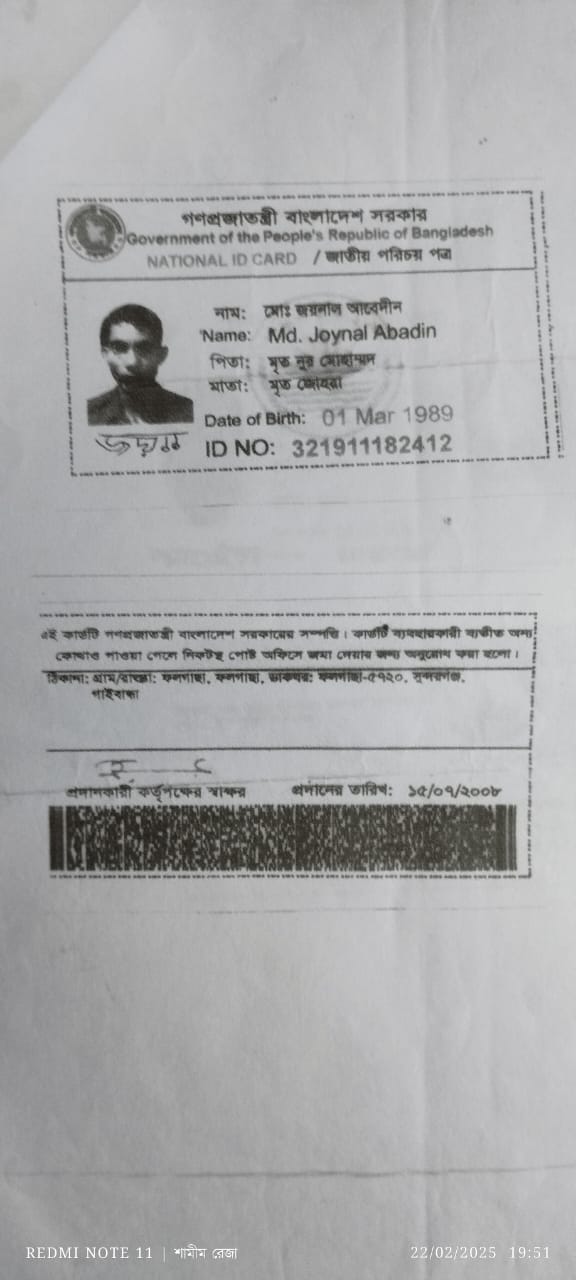 গণপ্রজাতন্ত্রী বাংলাদেশ সরকার
Government of the People's Republic of Bangladesh
NATIONAL ID CARD / জাতীয় পরিচয় পত্র
নাম: মোঃ জয়নাল আবেদীন
Name: Md. Joynal Abadin
পিতা: মৃত নুর মোহাম্মদ
মাতা: মৃত জোবেরা
Date of Birth: 01 Mar 1989
ID NO: 321911182412
এই কার্ডটি গণপ্রজাতন্ত্রী বাংলাদেশ সরকারের সম্পত্তি। কার্ডটি ব্যবহারকারী ব্যতীত অন্য
কোথাও পাওয়া গেলে নিকটস্থ পোস্ট অফিসে জমা দেবার জন্য অনুরোধ করা হলো।
ঠিকানা: গ্রাম/রাস্তা: ফলগাছা, ফলগাছা, ডাকঘর: ফলগাছা-৫৭২০, সুন্দরগঞ্জ,
গাইবান্ধা
প্রদানকারী কর্তৃপক্ষের স্বাক্ষর প্রদানের তারিখ: ১৫/০৭/২০০৮
REDMI NOTE 11 | শামীম রেজা 22/02/2025 19:51